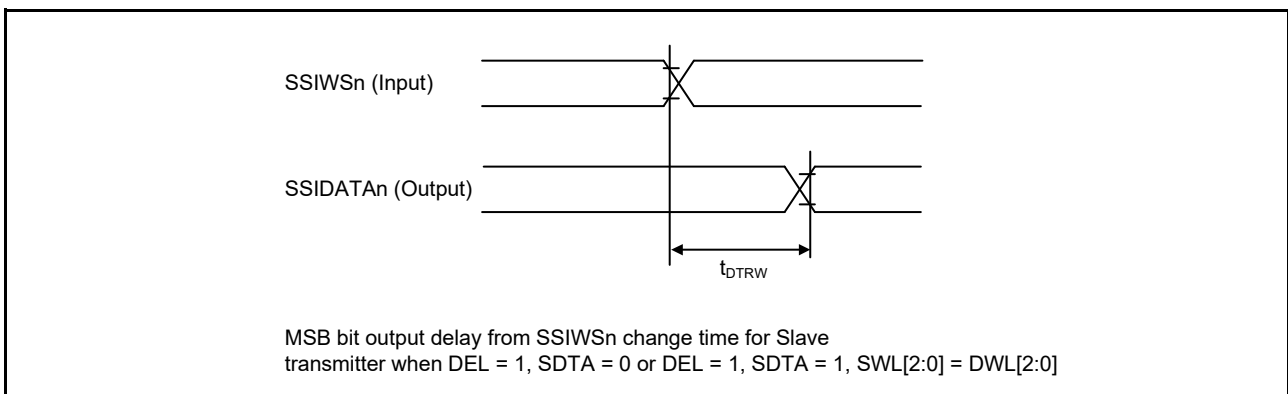 SSIWSn (Input)
SSIDATAn (Output)
tDTRW
MSB bit output delay from SSIWSn change time for Slave
transmitter when DEL = 1, SDTA = 0 or DEL = 1, SDTA = 1, SWL[2:0] = DWL[2:0]